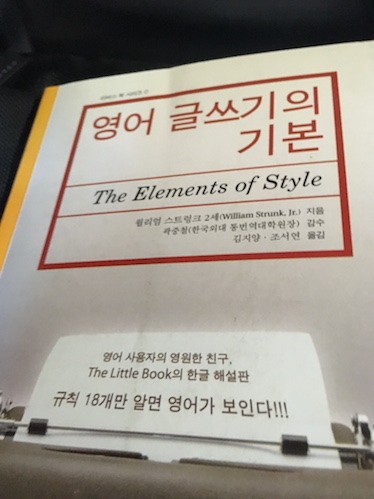 영어 글쓰기의
기본
The Elements of Style
윌리엄 스트렁크 2세(William Strunk, Jr.) 지음
곽중철(한국외대 통번역대학원장) 감수
김지양 · 조서연 옮김
영어 사용자의 영원한 친구,
The Little Book의 한글 해설판
규칙 18개만 알면 영어가 보인다!!!